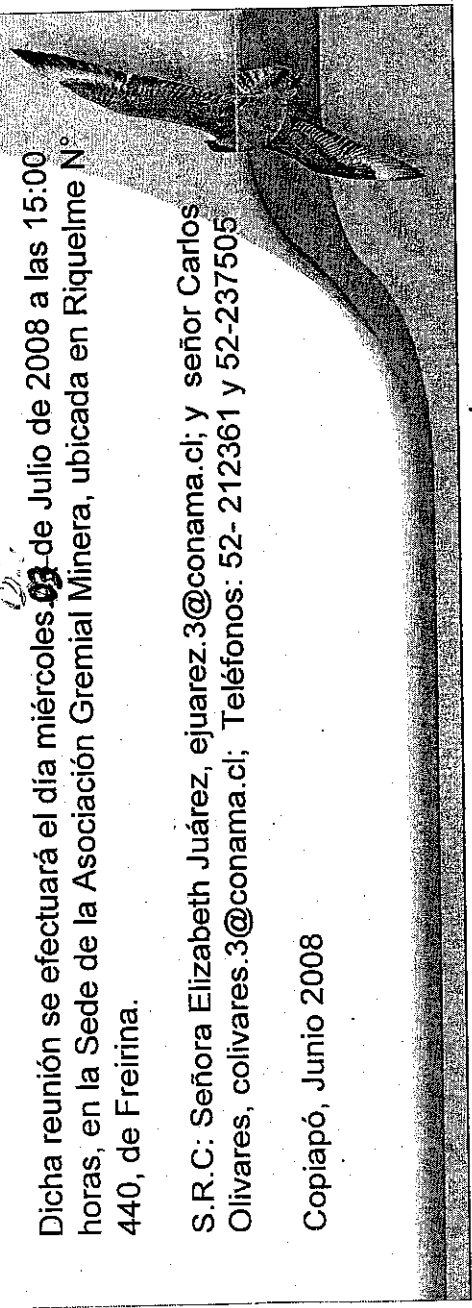 Dicha reunión se efectuará el día miércoles 03 de Julio de 2008 a las 15:00
horas, en la Sede de la Asociación Gremial Minera, ubicada en Riquelme N°
440, de Freirina.
S.R.C: Señora Elizabeth Juárez, ejuarez.3@conama.cl; y señor Carlos
Olivares, colivares.3@conama.cl; Teléfonos: 52- 212361 y 52-237505
Copiapó, Junio 2008